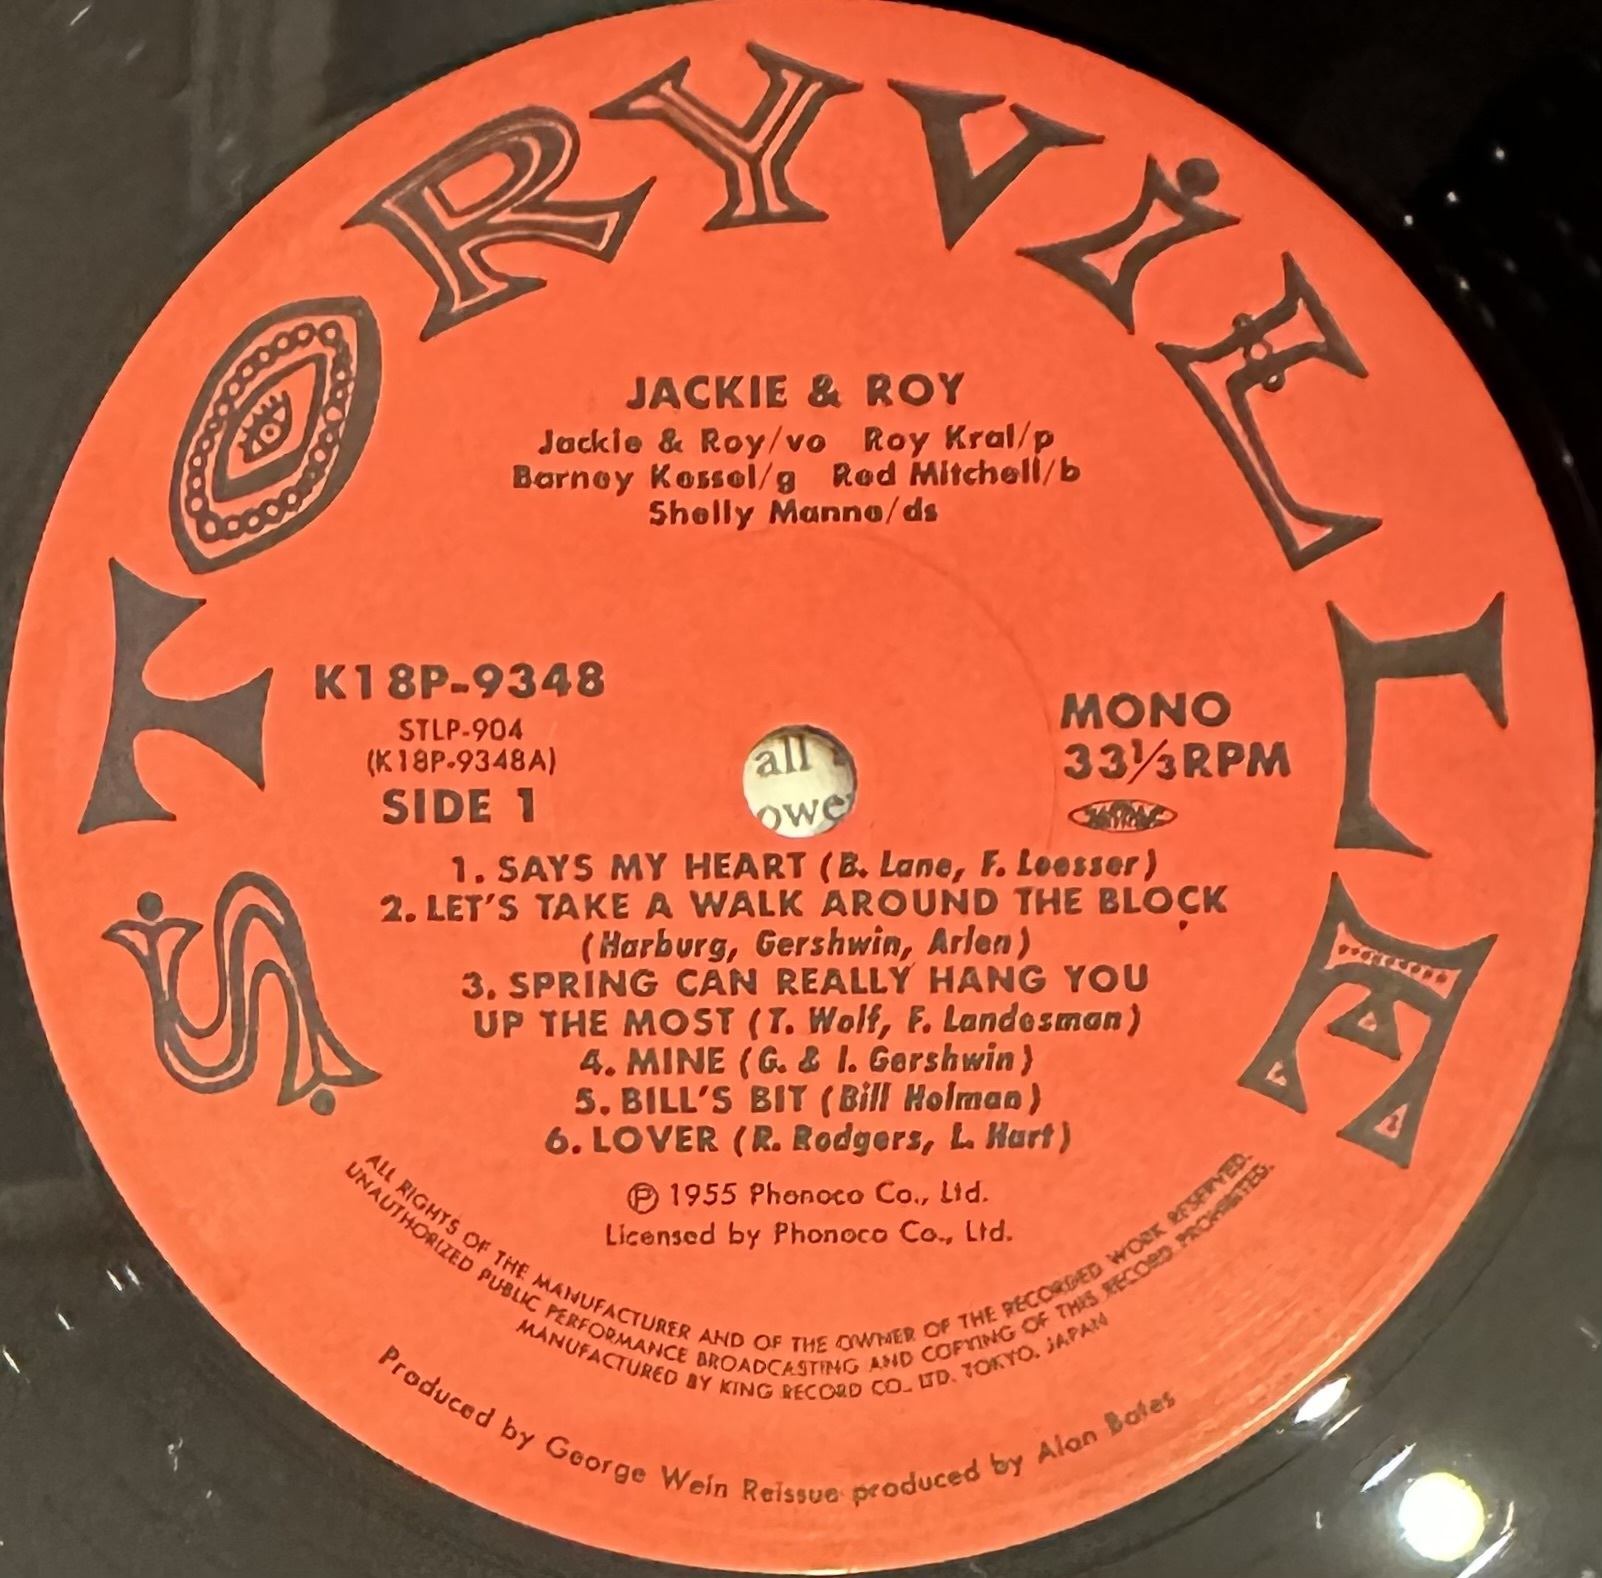 STORYViLLE
JACKIE & ROY
Jackie & Roy/vo Roy Kral/p
Barney Kessel/g Red Mitchell/b
Shelly Manne/ds
K18P-9348
STLP-904
(K18P-9348A)
SIDE 1
MONO
33⅓RPM
all
owe
1. SAYS MY HEART (B. Lane, F. Loesser)
2. LET'S TAKE A WALK AROUND THE BLOCK
(Harburg, Gershwin, Arlen)
3. SPRING CAN REALLY HANG YOU
UP THE MOST (T. Wolf, F. Landesman)
4. MINE (G. & I. Gershwin)
5. BILL'S BIT (Bill Holman)
6. LOVER (R. Rodgers, L. Hart)
Ⓟ 1955 Phonoco Co., Ltd.
Licensed by Phonoco Co., Ltd.
ALL RIGHTS OF THE MANUFACTURER AND OF THE OWNER OF THE RECORDED WORK RESERVED.
UNAUTHORIZED PUBLIC PERFORMANCE BROADCASTING AND COPYING OF THIS RECORD PROHIBITED.
MANUFACTURED BY KING RECORD CO., LTD. TOKYO, JAPAN
Produced by George Wein Reissue produced by Alan Bates